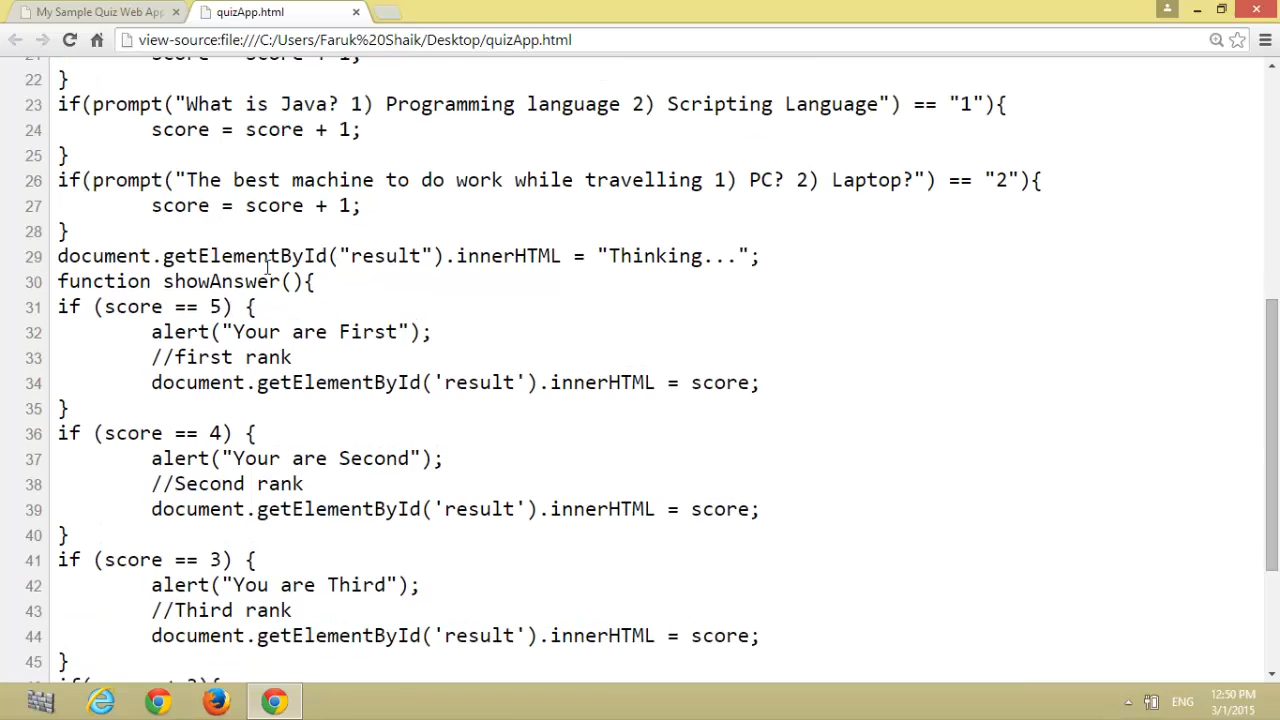 My Sample Quiz Web App
quizApp.html
view-source:file:///C:/Users/Faruk%20Shaik/Desktop/quizApp.html
score = score + 1;
22 }
23 if(prompt("What is Java? 1) Programming language 2) Scripting Language") == "1"){
24 score = score + 1;
25 }
26 if(prompt("The best machine to do work while travelling 1) PC? 2) Laptop?") == "2"){
27 score = score + 1;
28 }
29 document.getElementById("result").innerHTML = "Thinking...";
30 function showAnswer(){
31 if (score == 5) {
32 alert("Your are First");
33 //first rank
34 document.getElementById('result').innerHTML = score;
35 }
36 if (score == 4) {
37 alert("Your are Second");
38 //Second rank
39 document.getElementById('result').innerHTML = score;
40 }
41 if (score == 3) {
42 alert("You are Third");
43 //Third rank
44 document.getElementById('result').innerHTML = score;
45 }
ENG
12:50 PM
3/1/2015